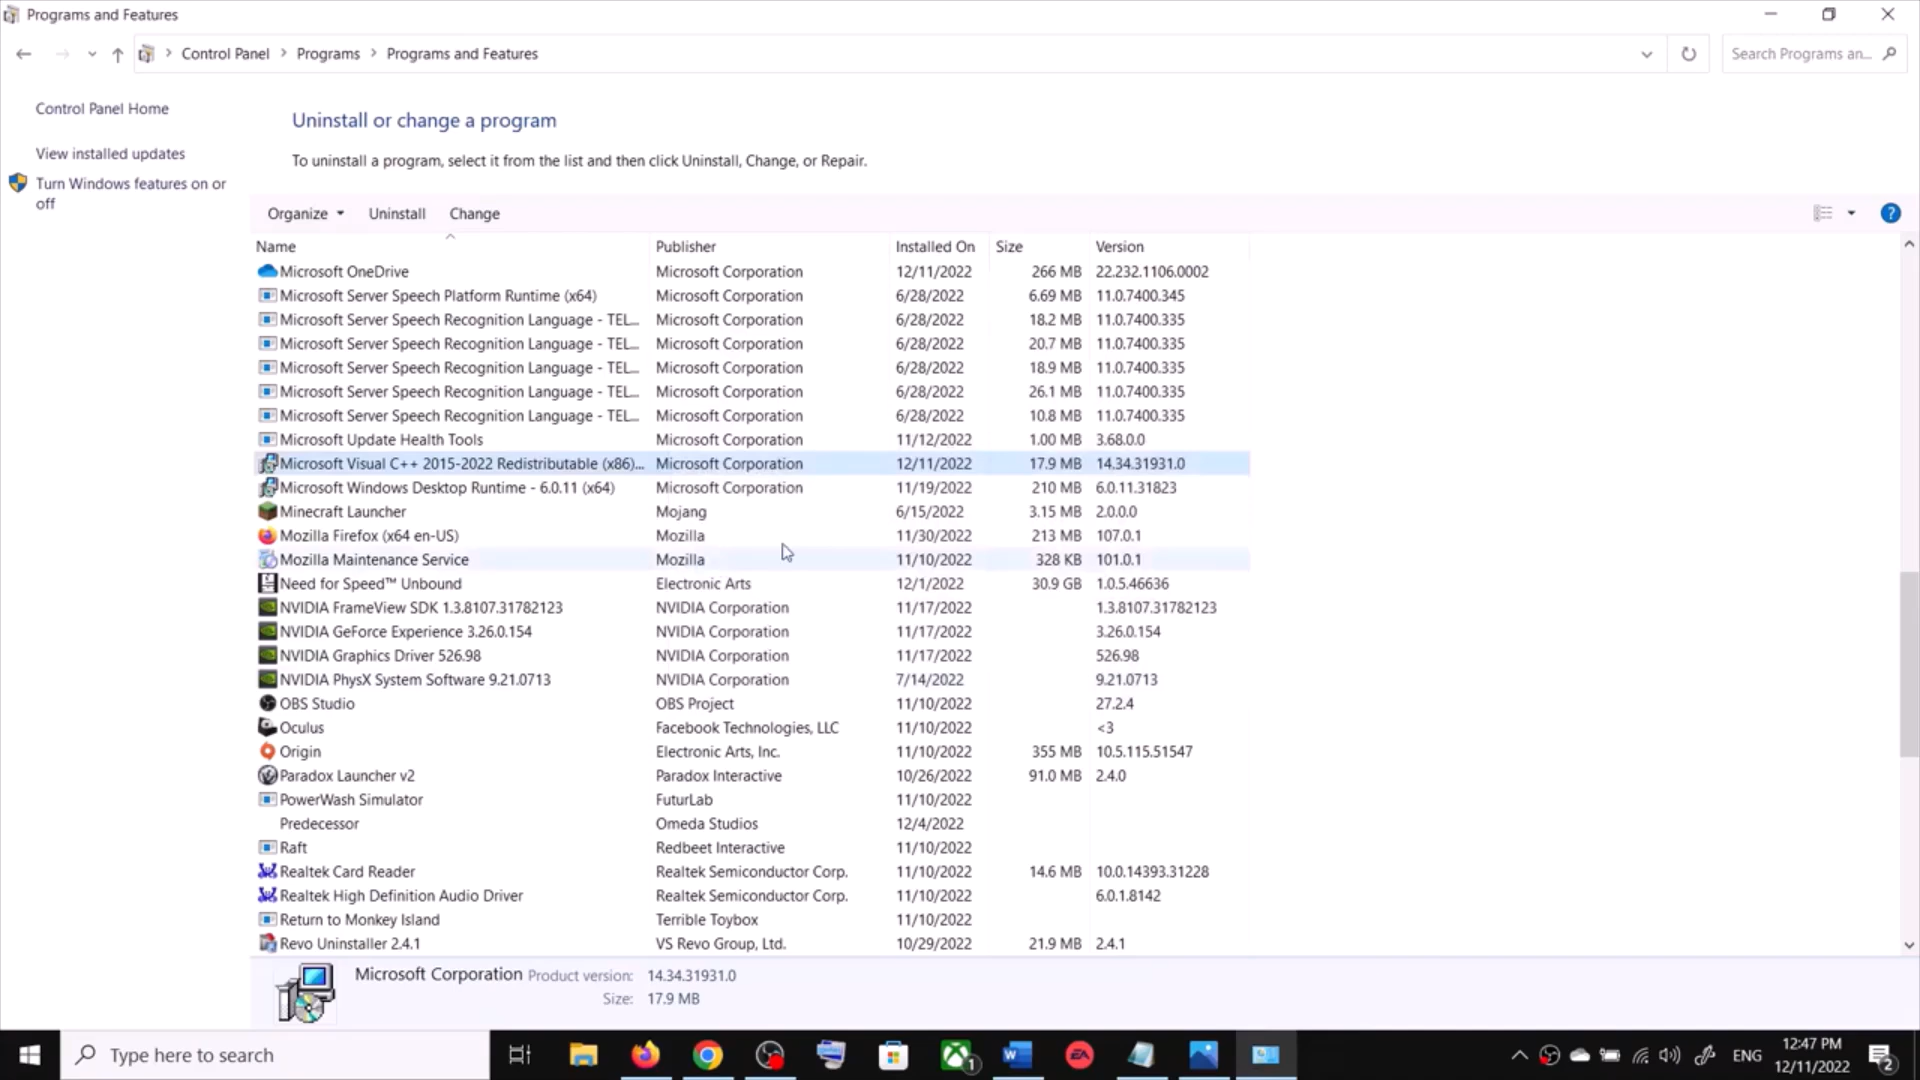 Programs and Features
Control Panel > Programs > Programs and Features
Search Programs an...
Control Panel Home
View installed updates
Turn Windows features on or
off
Uninstall or change a program
To uninstall a program, select it from the list and then click Uninstall, Change, or Repair.
Organize Uninstall Change
Name Publisher Installed On Size Version
Microsoft OneDrive Microsoft Corporation 12/11/2022 266 MB 22.232.1106.0002
Microsoft Server Speech Platform Runtime (x64) Microsoft Corporation 6/28/2022 6.69 MB 11.0.7400.345
Microsoft Server Speech Recognition Language - TEL... Microsoft Corporation 6/28/2022 18.2 MB 11.0.7400.335
Microsoft Server Speech Recognition Language - TEL... Microsoft Corporation 6/28/2022 20.7 MB 11.0.7400.335
Microsoft Server Speech Recognition Language - TEL... Microsoft Corporation 6/28/2022 18.9 MB 11.0.7400.335
Microsoft Server Speech Recognition Language - TEL... Microsoft Corporation 6/28/2022 26.1 MB 11.0.7400.335
Microsoft Server Speech Recognition Language - TEL... Microsoft Corporation 6/28/2022 10.8 MB 11.0.7400.335
Microsoft Update Health Tools Microsoft Corporation 11/12/2022 1.00 MB 3.68.0.0
Microsoft Visual C++ 2015-2022 Redistributable (x86)... Microsoft Corporation 12/11/2022 17.9 MB 14.34.31931.0
Microsoft Windows Desktop Runtime - 6.0.11 (x64) Microsoft Corporation 11/19/2022 210 MB 6.0.11.31823
Minecraft Launcher Mojang 6/15/2022 3.15 MB 2.0.0.0
Mozilla Firefox (x64 en-US) Mozilla 11/30/2022 213 MB 107.0.1
Mozilla Maintenance Service Mozilla 11/10/2022 328 KB 101.0.1
Need for Speed™ Unbound Electronic Arts 12/1/2022 30.9 GB 1.0.5.46636
NVIDIA FrameView SDK 1.3.8107.31782123 NVIDIA Corporation 11/17/2022 1.3.8107.31782123
NVIDIA GeForce Experience 3.26.0.154 NVIDIA Corporation 11/17/2022 3.26.0.154
NVIDIA Graphics Driver 526.98 NVIDIA Corporation 11/17/2022 526.98
NVIDIA PhysX System Software 9.21.0713 NVIDIA Corporation 7/14/2022 9.21.0713
OBS Studio OBS Project 11/10/2022 27.2.4
Oculus Facebook Technologies, LLC 11/10/2022 <3
Origin Electronic Arts, Inc. 11/10/2022 355 MB 10.5.115.51547
Paradox Launcher v2 Paradox Interactive 10/26/2022 91.0 MB 2.4.0
PowerWash Simulator FuturLab 11/10/2022
Predecessor Omeda Studios 12/4/2022
Raft Redbeet Interactive 11/10/2022
Realtek Card Reader Realtek Semiconductor Corp. 11/10/2022 14.6 MB 10.0.14393.31228
Realtek High Definition Audio Driver Realtek Semiconductor Corp. 11/10/2022 6.0.1.8142
Return to Monkey Island Terrible Toybox 11/10/2022
Revo Uninstaller 2.4.1 VS Revo Group, Ltd. 10/29/2022 21.9 MB 2.4.1
Microsoft Corporation Product version: 14.34.31931.0
Size: 17.9 MB
Type here to search
1
EA
ENG
12:47 PM
12/11/2022
2